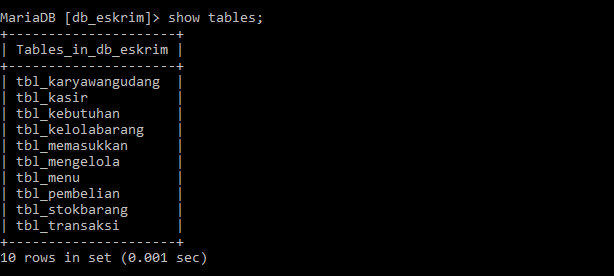 MariaDB [db_eskrim]> show tables;
+---------------------+
| Tables_in_db_eskrim |
+---------------------+
| tbl_karyawangudang  |
| tbl_kasir           |
| tbl_kebutuhan       |
| tbl_kelolabarang    |
| tbl_memasukkan      |
| tbl_mengelola       |
| tbl_menu            |
| tbl_pembelian       |
| tbl_stokbarang      |
| tbl_transaksi       |
+---------------------+
10 rows in set (0.001 sec)